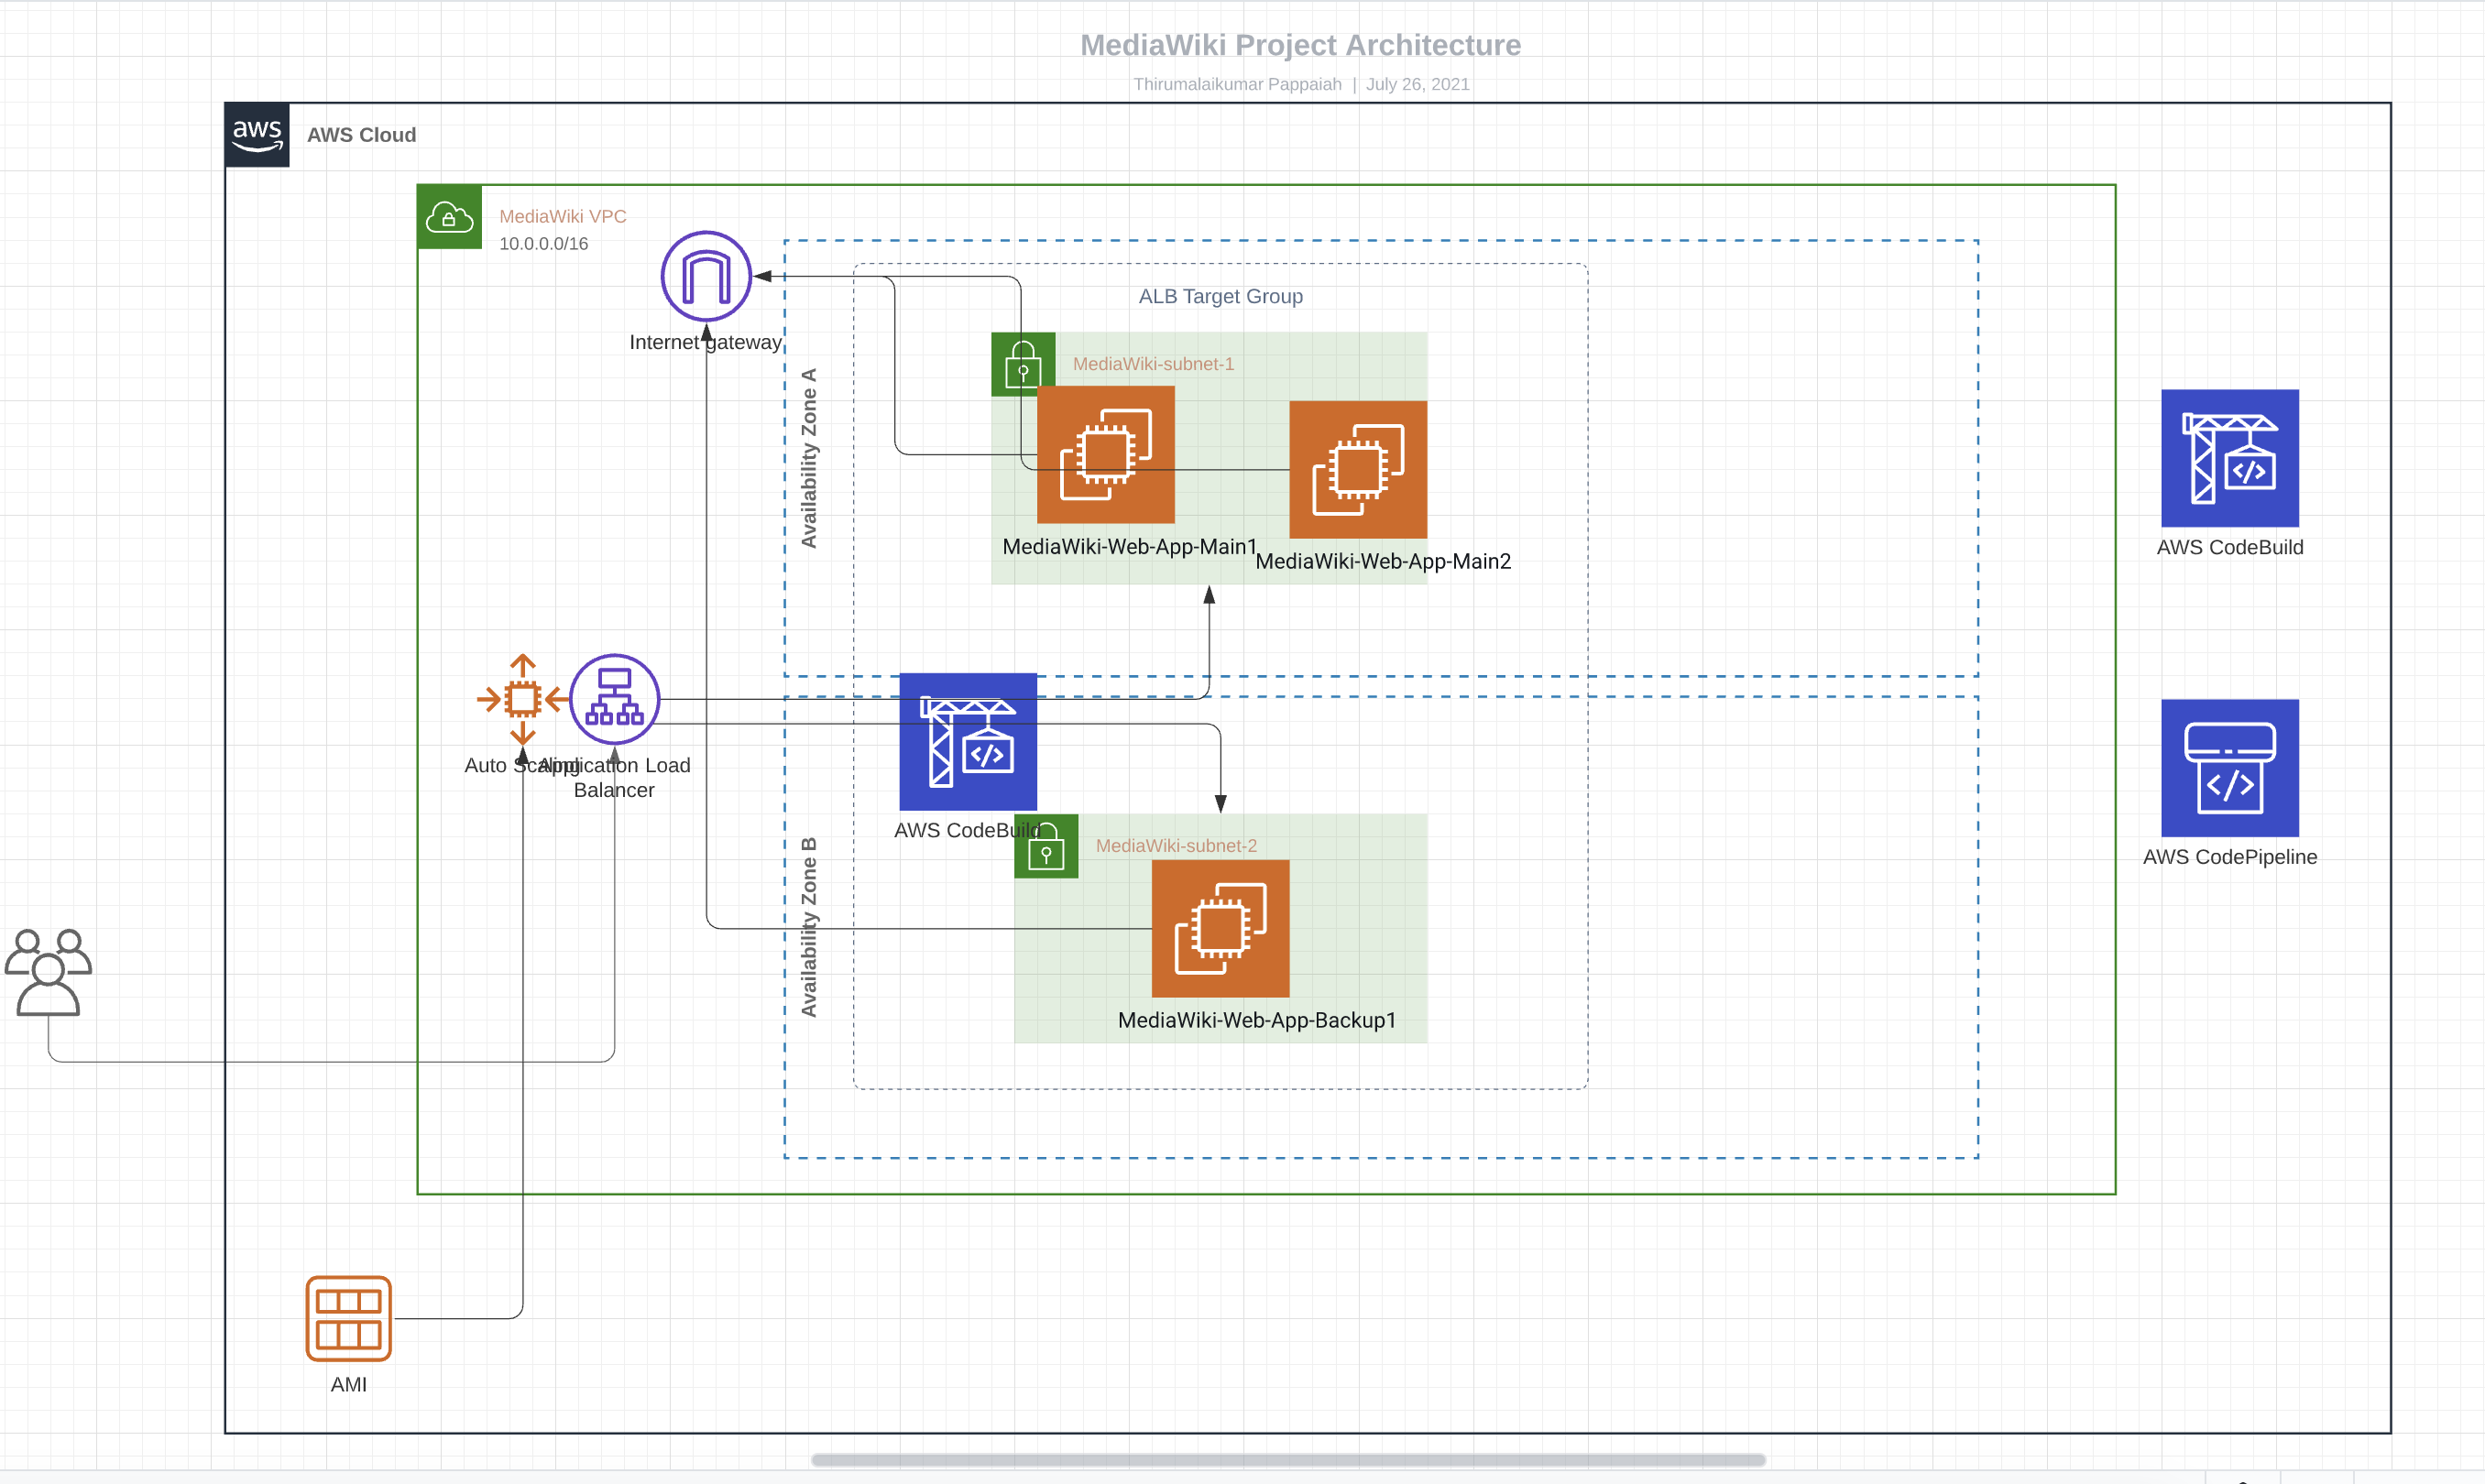 MediaWiki Project Architecture
Thirumalaikumar Pappaiah | July 26, 2021
aws
AWS Cloud
MediaWiki VPC
10.0.0.0/16
Internet gateway
ALB Target Group
Availability Zone A
MediaWiki-subnet-1
MediaWiki-Web-App-Main1
MediaWiki-Web-App-Main2
AWS CodeBuild
Auto Scaling
Application Load
Balancer
AWS CodeBuild
AWS CodePipeline
Availability Zone B
MediaWiki-subnet-2
MediaWiki-Web-App-Backup1
AMI